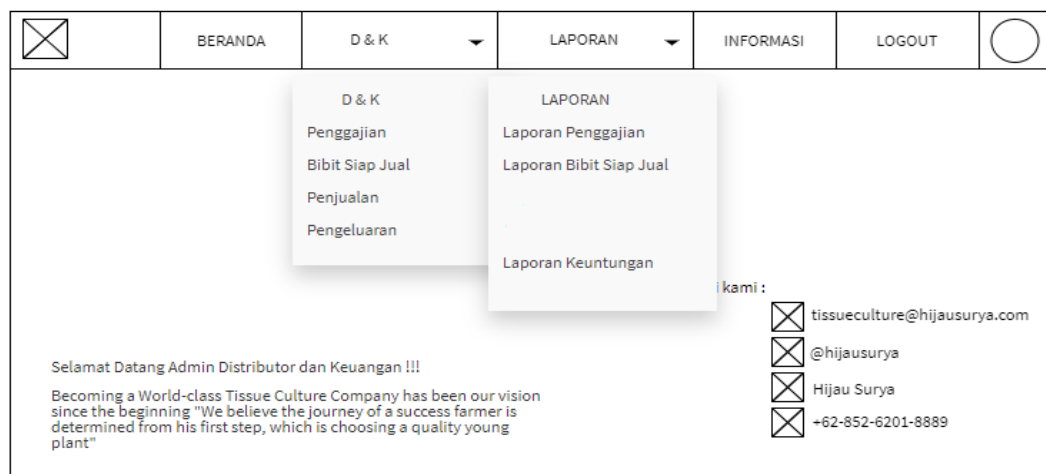 BERANDA
D & K
LAPORAN
INFORMASI
LOGOUT
D & K
Penggajian
Bibit Siap Jual
Penjualan
Pengeluaran
LAPORAN
Laporan Penggajian
Laporan Bibit Siap Jual
Laporan Keuntungan
kami :
tissueculture@hijausurya.com
@hijausurya
Hijau Surya
+62-852-6201-8889
Selamat Datang Admin Distributor dan Keuangan !!!
Becoming a World-class Tissue Culture Company has been our vision
since the beginning "We believe the journey of a success farmer is
determined from his first step, which is choosing a quality young
plant"